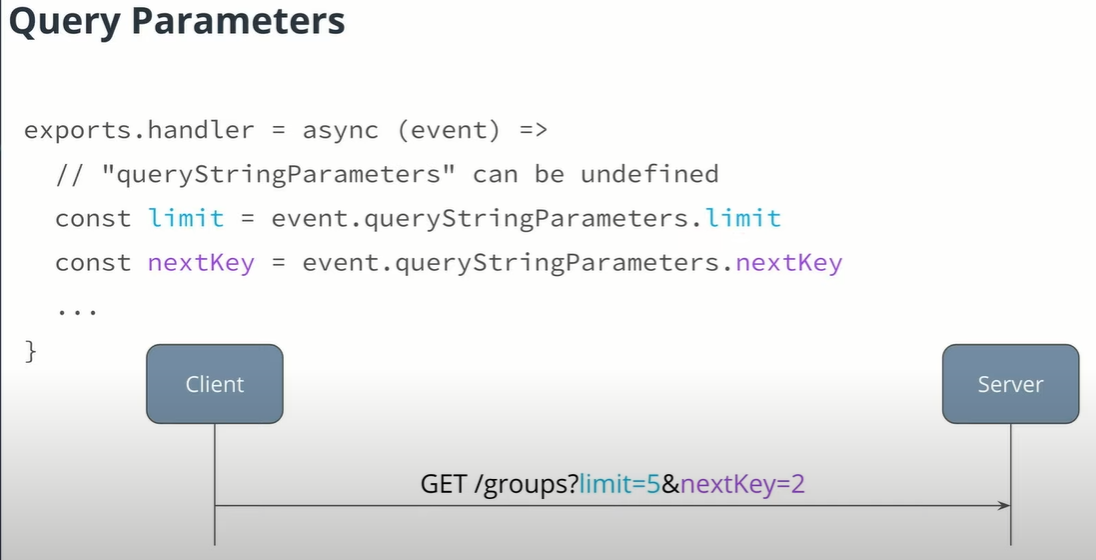 Query Parameters
exports.handler = async (event) =>
// "queryStringParameters" can be undefined
const limit = event.queryStringParameters.limit
const nextKey = event.queryStringParameters.nextKey
...
}
Client
Server
GET /groups?limit=5&nextKey=2